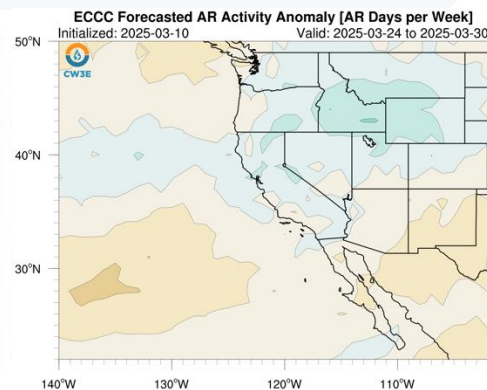 ECCC Forecasted AR Activity Anomaly [AR Days per Week]
Initialized: 2025-03-10 Valid: 2025-03-24 to 2025-03-30
CW3E
50°N
40°N
30°N
140°W 130°W 120°W 110°W